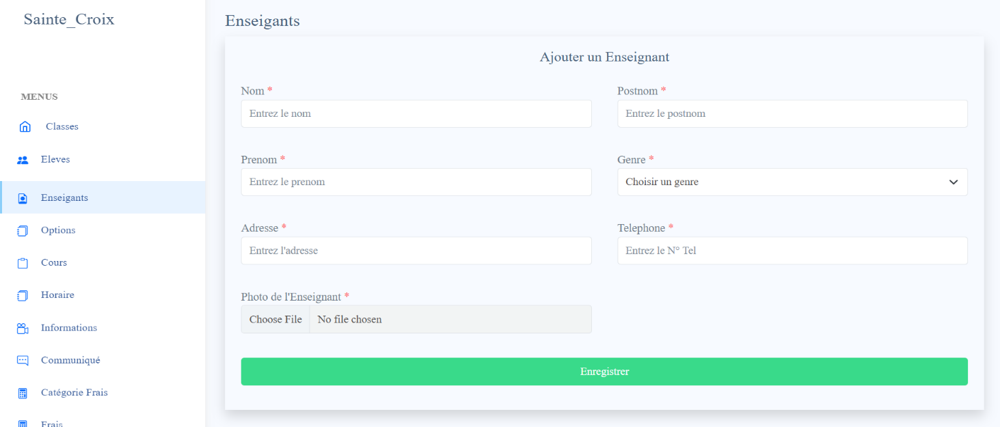 Sainte_Croix
MENUS
Classes
Eleves
Enseigants
Options
Cours
Horaire
Informations
Communiqué
Catégorie Frais
Frais
Enseigants
Ajouter un Enseignant
Nom *
Entrez le nom
Postnom *
Entrez le postnom
Prenom *
Entrez le prenom
Genre *
Choisir un genre
Adresse *
Entrez l'adresse
Telephone *
Entrez le N° Tel
Photo de l'Enseignant *
Choose File No file chosen
Enregistrer